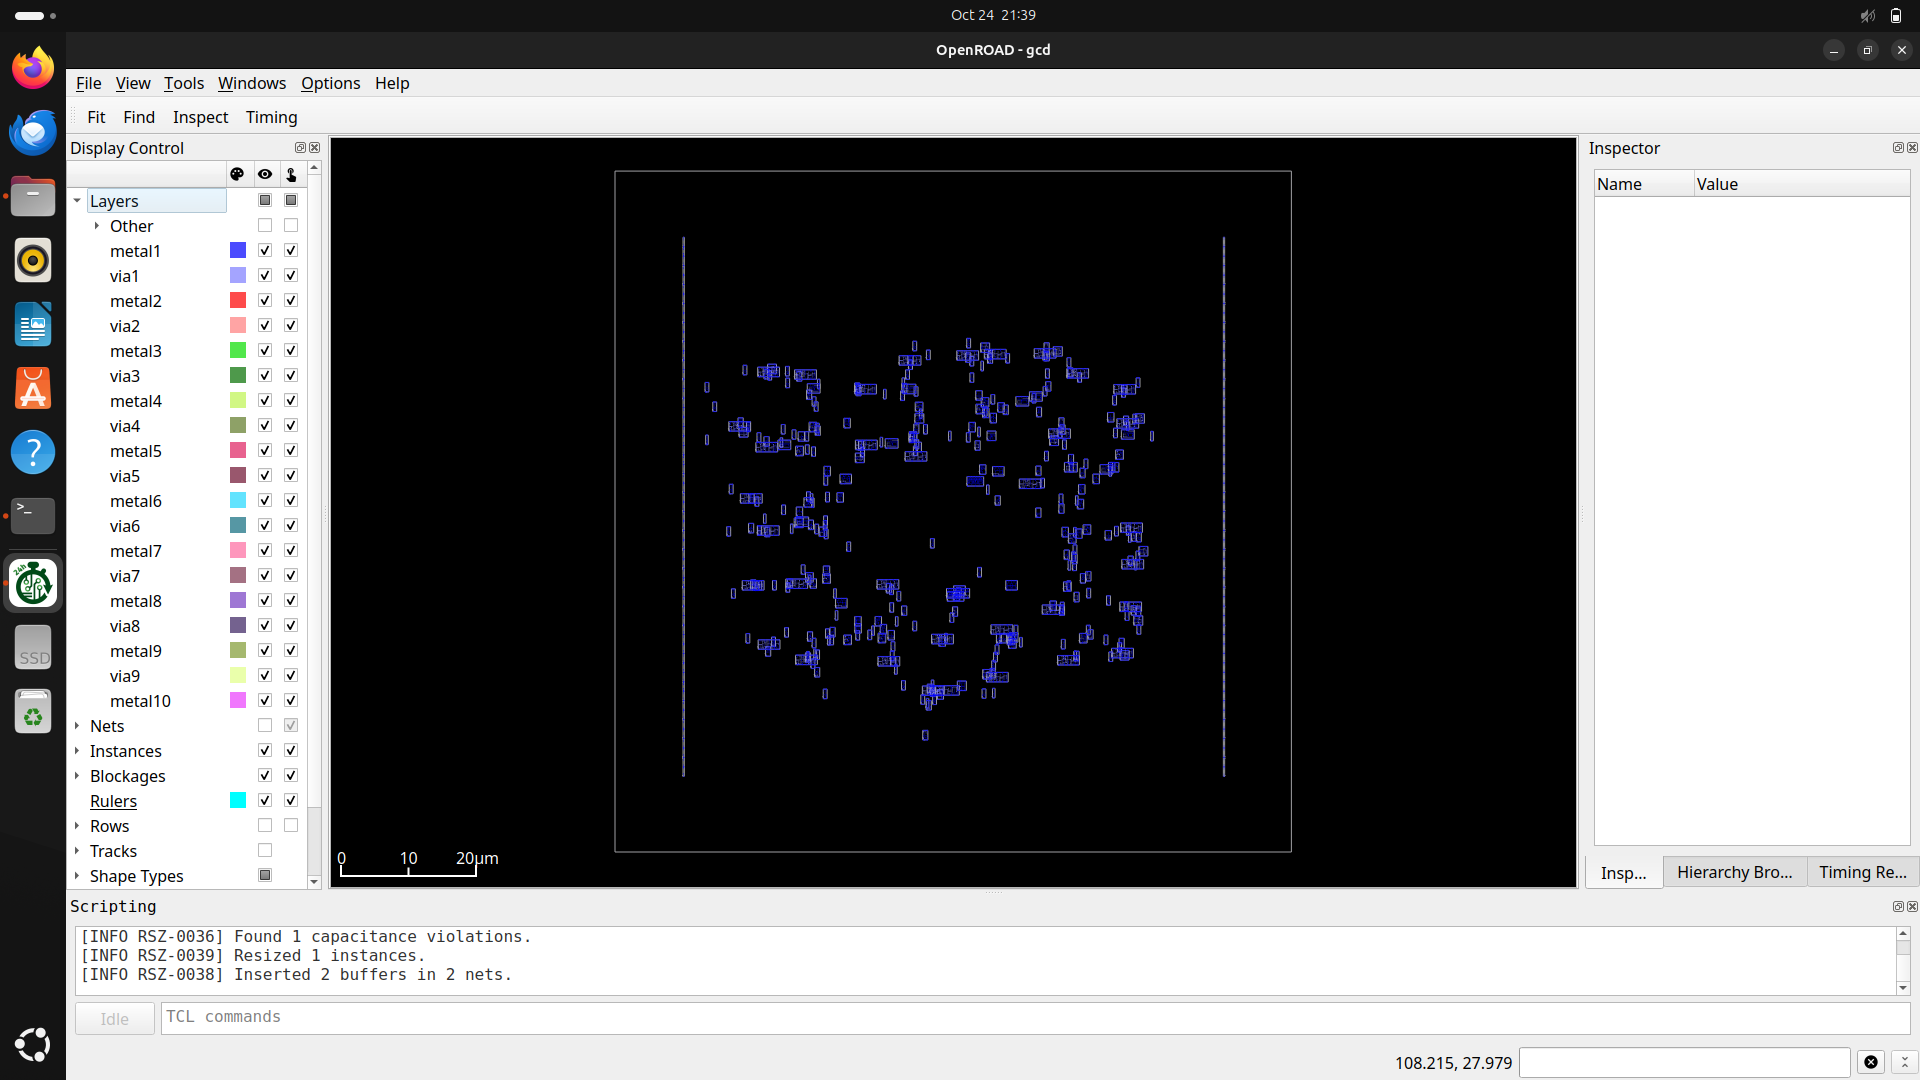 Oct 24 21:39
OpenROAD - gcd
File View Tools Windows Options Help
Fit Find Inspect Timing
Display Control
Layers
Other
metal1
via1
metal2
via2
metal3
via3
metal4
via4
metal5
via5
metal6
via6
metal7
via7
metal8
via8
metal9
via9
metal10
Nets
Instances
Blockages
Rulers
Rows
Tracks
Shape Types
0 10 20μm
Inspector
Name Value
Insp... Hierarchy Bro... Timing Re...
Scripting
[INFO RSZ-0036] Found 1 capacitance violations.
[INFO RSZ-0039] Resized 1 instances.
[INFO RSZ-0038] Inserted 2 buffers in 2 nets.
Idle
TCL commands
108.215, 27.979
24h
SSD